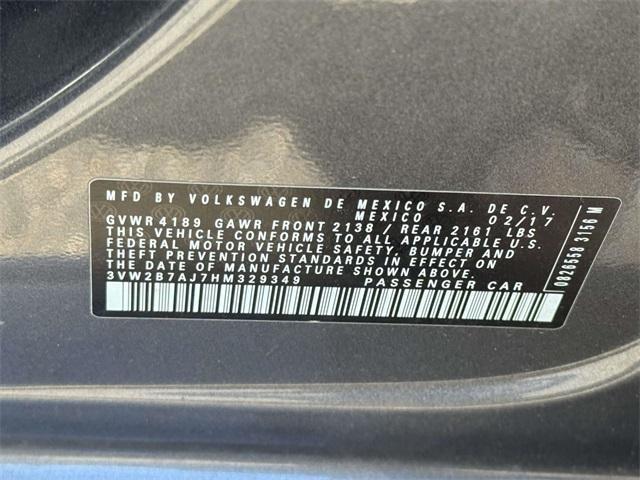 MFD BY VOLKSWAGEN DE MEXICO S.A. DE C.V.
MEXICO 02/17
GVWR 4189 GAWR FRONT 2138 / REAR 2161 LBS
THIS VEHICLE CONFORMS TO ALL APPLICABLE U.S.
FEDERAL MOTOR VEHICLE SAFETY, BUMPER AND
THEFT PREVENTION STANDARDS IN EFFECT ON
THE DATE OF MANUFACTURE SHOWN ABOVE.
3VW2B7AJ7HM329349 PASSENGER CAR
0826559 3156 M